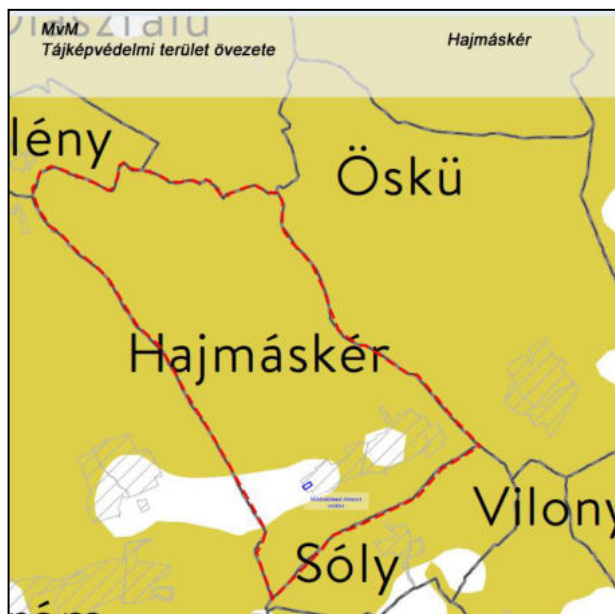 MvM
Tájképvédelmi terület övezete
Hajmáskér
lény
Öskü
Hajmáskér
Vilony
Sóly